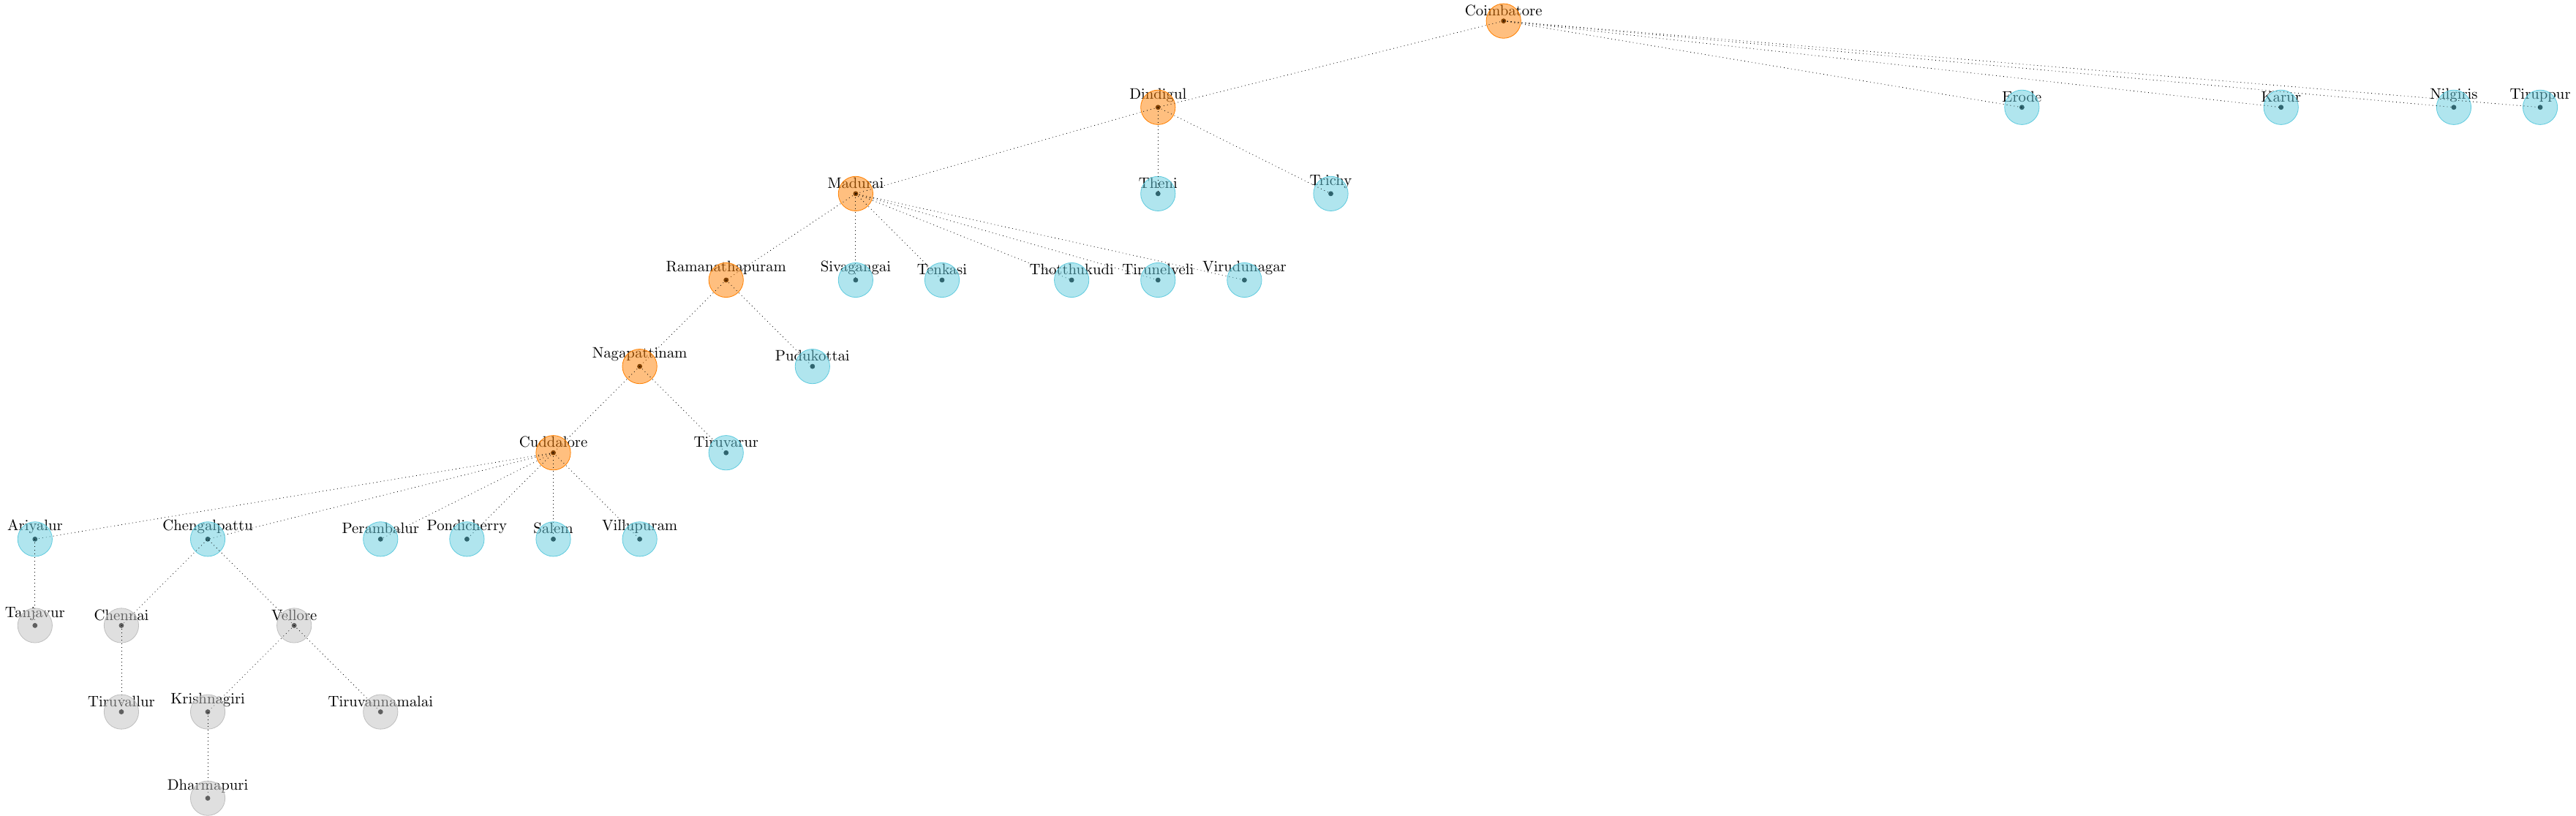 Coimbatore
Dindigul
Erode
Karur
Nilgiris
Tiruppur
Madurai
Theni
Trichy
Ramanathapuram
Sivagangai
Tenkasi
Thotthukudi
Tirunelveli
Virudunagar
Nagapattinam
Pudukottai
Cuddalore
Tiruvarur
Ariyalur
Chengalpattu
Perambalur
Pondicherry
Salem
Villupuram
Tanjavur
Chennai
Vellore
Tiruvallur
Krishnagiri
Tiruvannamalai
Dharmapuri